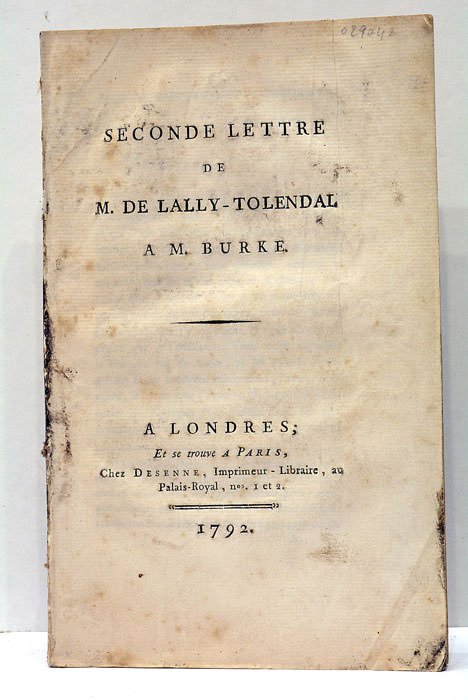 029042
SECONDE LETTRE
DE
M. DE LALLY-TOLENDAL
A M. BURKE.
A LONDRES;
Et se trouve A PARIS,
Chez DESENNE, Imprimeur-Libraire, au
Palais-Royal, nos. 1 et 2.
1792.